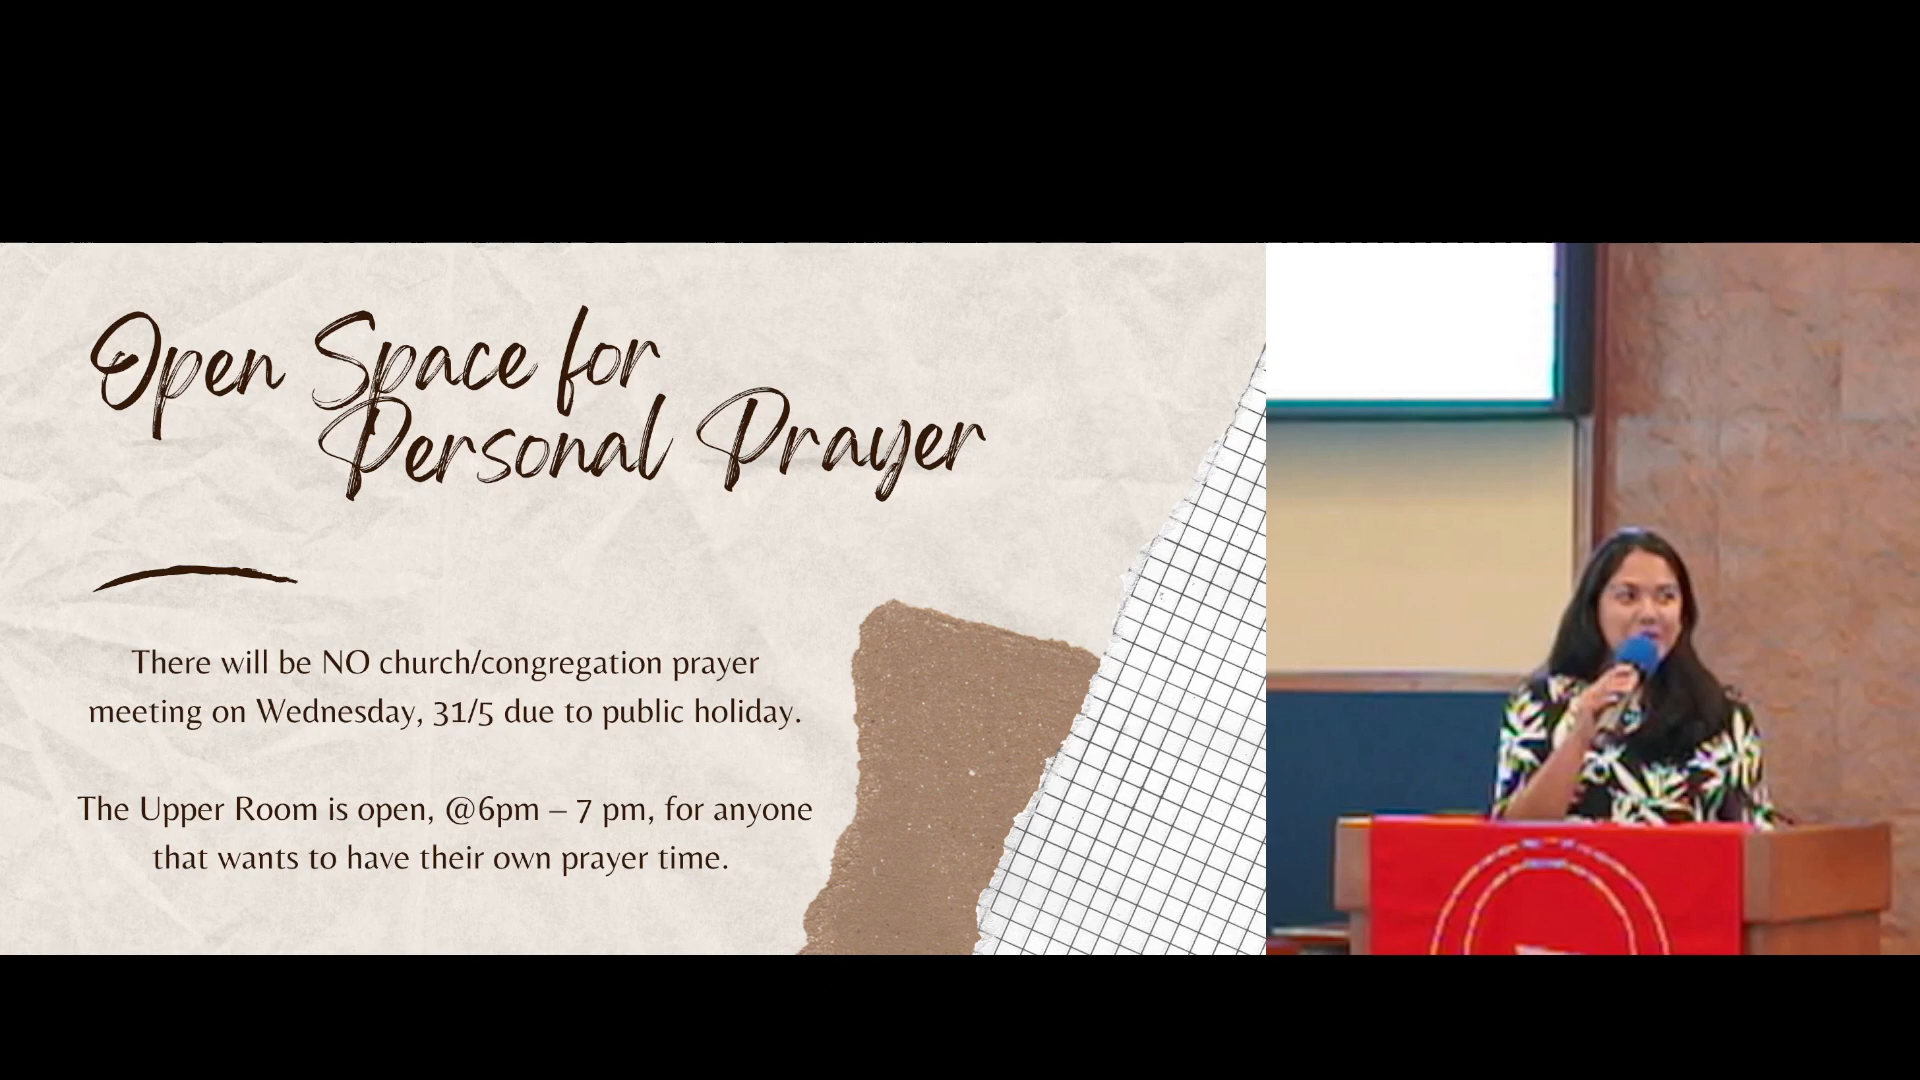 Open Space for
Personal Prayer
There will be NO church/congregation prayer
meeting on Wednesday, 31/5 due to public holiday.
The Upper Room is open, @6pm – 7 pm, for anyone
that wants to have their own prayer time.